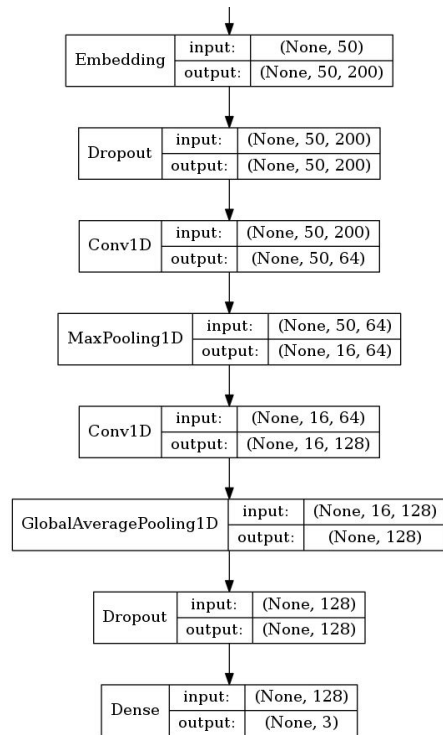 Embedding input: (None, 50)
output: (None, 50, 200)
Dropout input: (None, 50, 200)
output: (None, 50, 200)
Conv1D input: (None, 50, 200)
output: (None, 50, 64)
MaxPooling1D input: (None, 50, 64)
output: (None, 16, 64)
Conv1D input: (None, 16, 64)
output: (None, 16, 128)
GlobalAveragePooling1D input: (None, 16, 128)
output: (None, 128)
Dropout input: (None, 128)
output: (None, 128)
Dense input: (None, 128)
output: (None, 3)